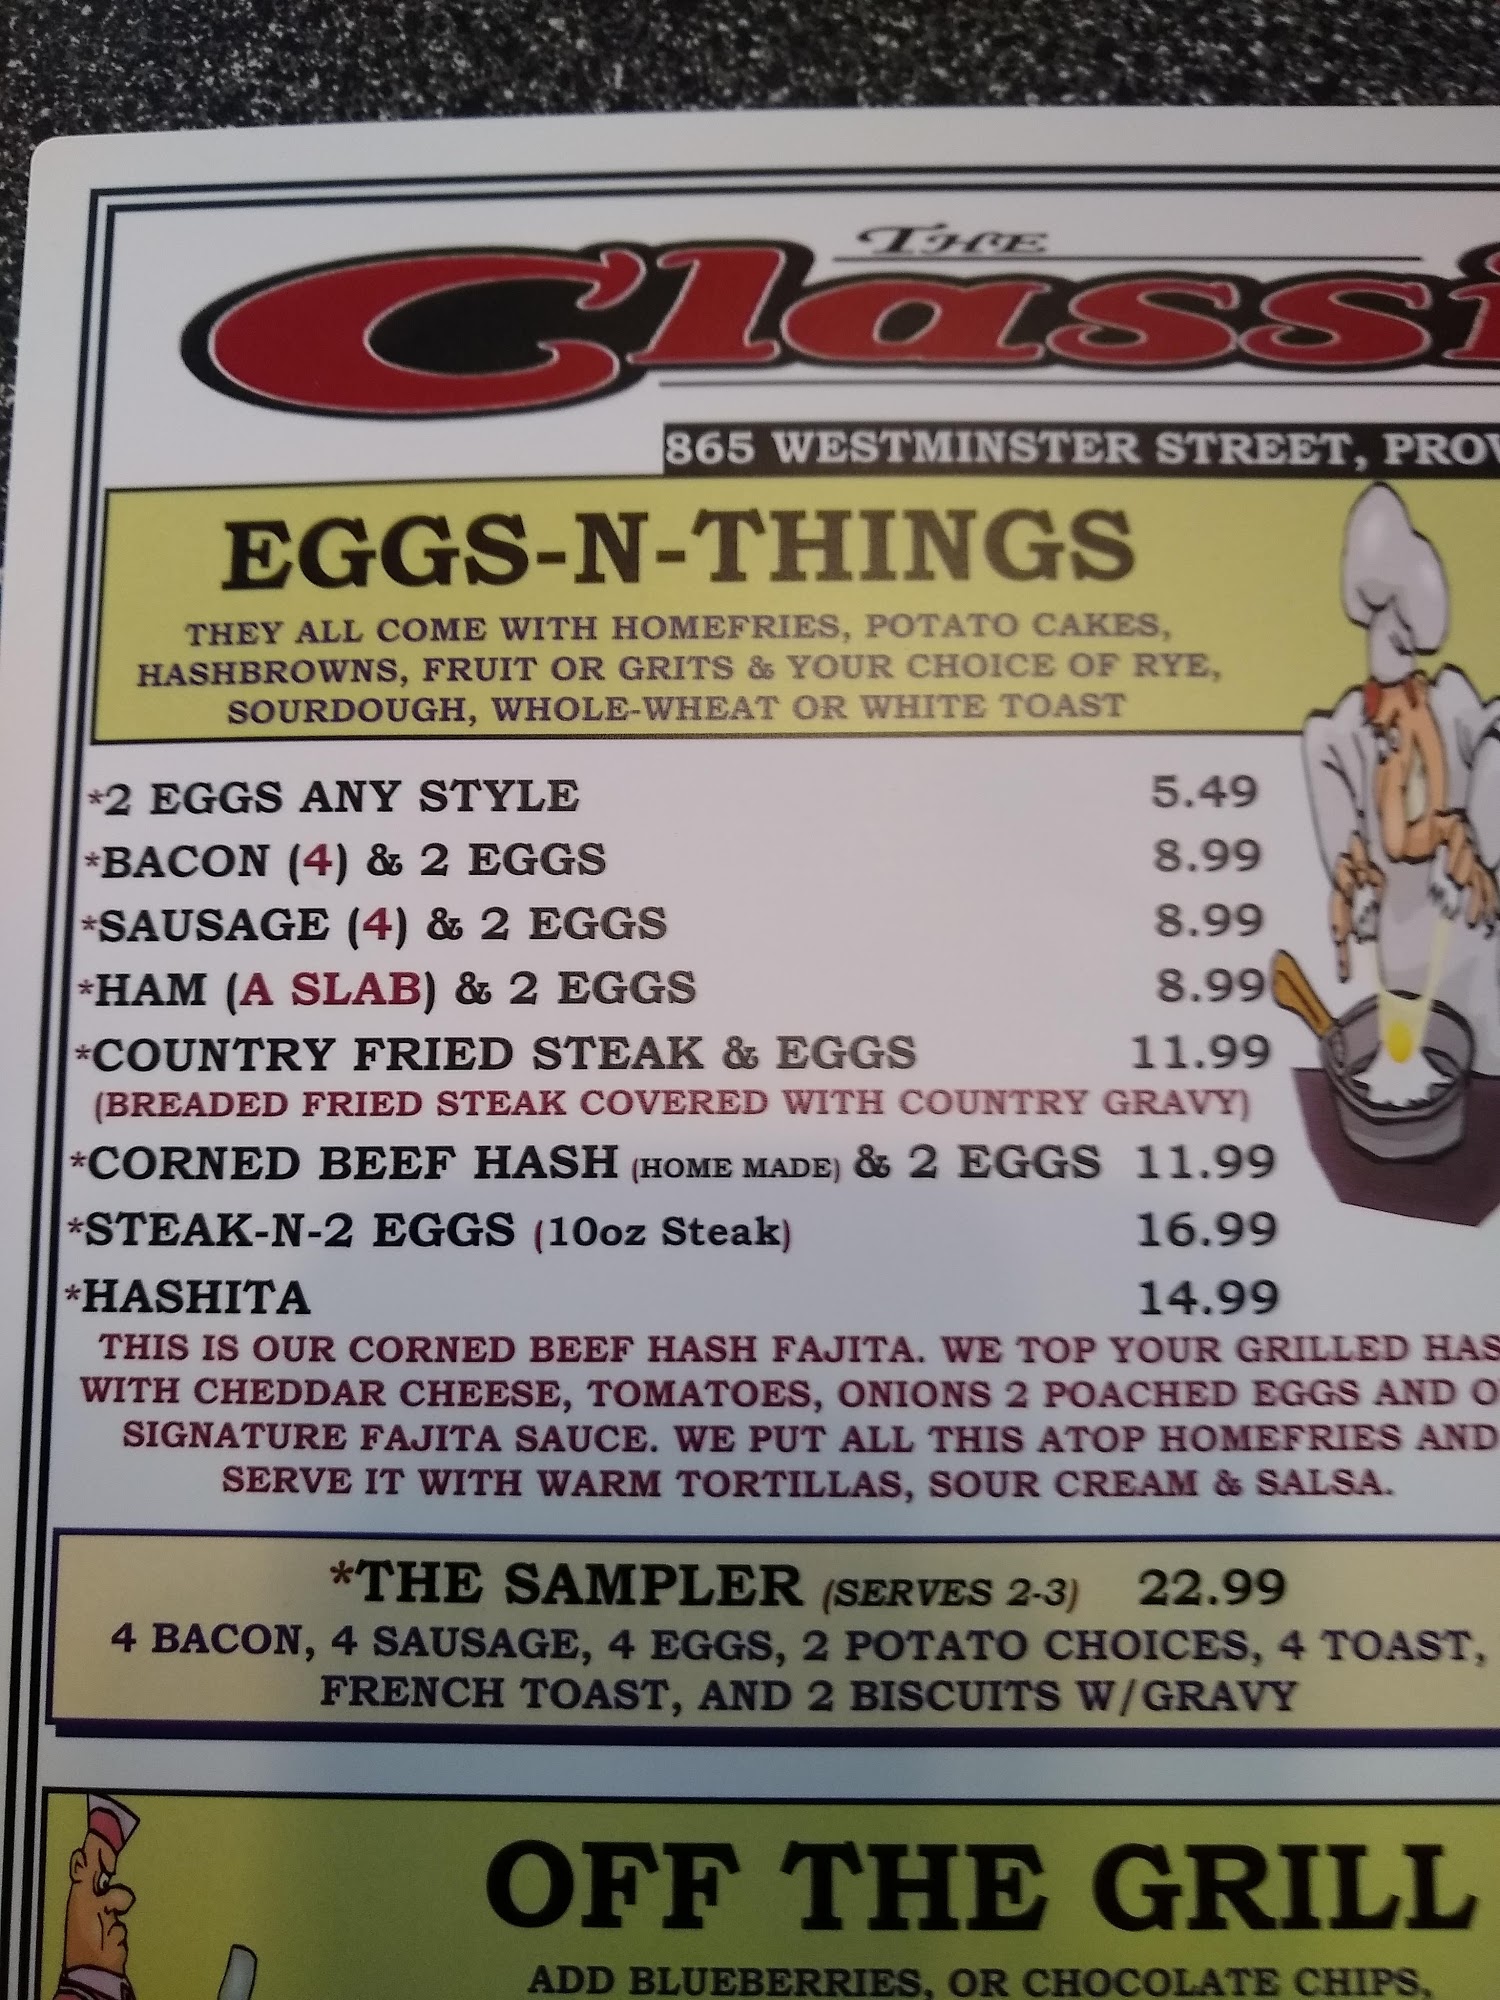 THE
Classi
865 WESTMINSTER STREET, PROV
EGGS-N-THINGS
THEY ALL COME WITH HOMEFRIES, POTATO CAKES,
HASHBROWNS, FRUIT OR GRITS & YOUR CHOICE OF RYE,
SOURDOUGH, WHOLE-WHEAT OR WHITE TOAST
*2 EGGS ANY STYLE 5.49
*BACON (4) & 2 EGGS 8.99
*SAUSAGE (4) & 2 EGGS 8.99
*HAM (A SLAB) & 2 EGGS 8.99
*COUNTRY FRIED STEAK & EGGS 11.99
(BREADED FRIED STEAK COVERED WITH COUNTRY GRAVY)
*CORNED BEEF HASH (HOME MADE) & 2 EGGS 11.99
*STEAK-N-2 EGGS (10oz Steak) 16.99
*HASHITA 14.99
THIS IS OUR CORNED BEEF HASH FAJITA. WE TOP YOUR GRILLED HAS
WITH CHEDDAR CHEESE, TOMATOES, ONIONS 2 POACHED EGGS AND O
SIGNATURE FAJITA SAUCE. WE PUT ALL THIS ATOP HOMEFRIES AND
SERVE IT WITH WARM TORTILLAS, SOUR CREAM & SALSA.
*THE SAMPLER (SERVES 2-3) 22.99
4 BACON, 4 SAUSAGE, 4 EGGS, 2 POTATO CHOICES, 4 TOAST,
FRENCH TOAST, AND 2 BISCUITS W/GRAVY
OFF THE GRILL
ADD BLUEBERRIES, OR CHOCOLATE CHIPS,